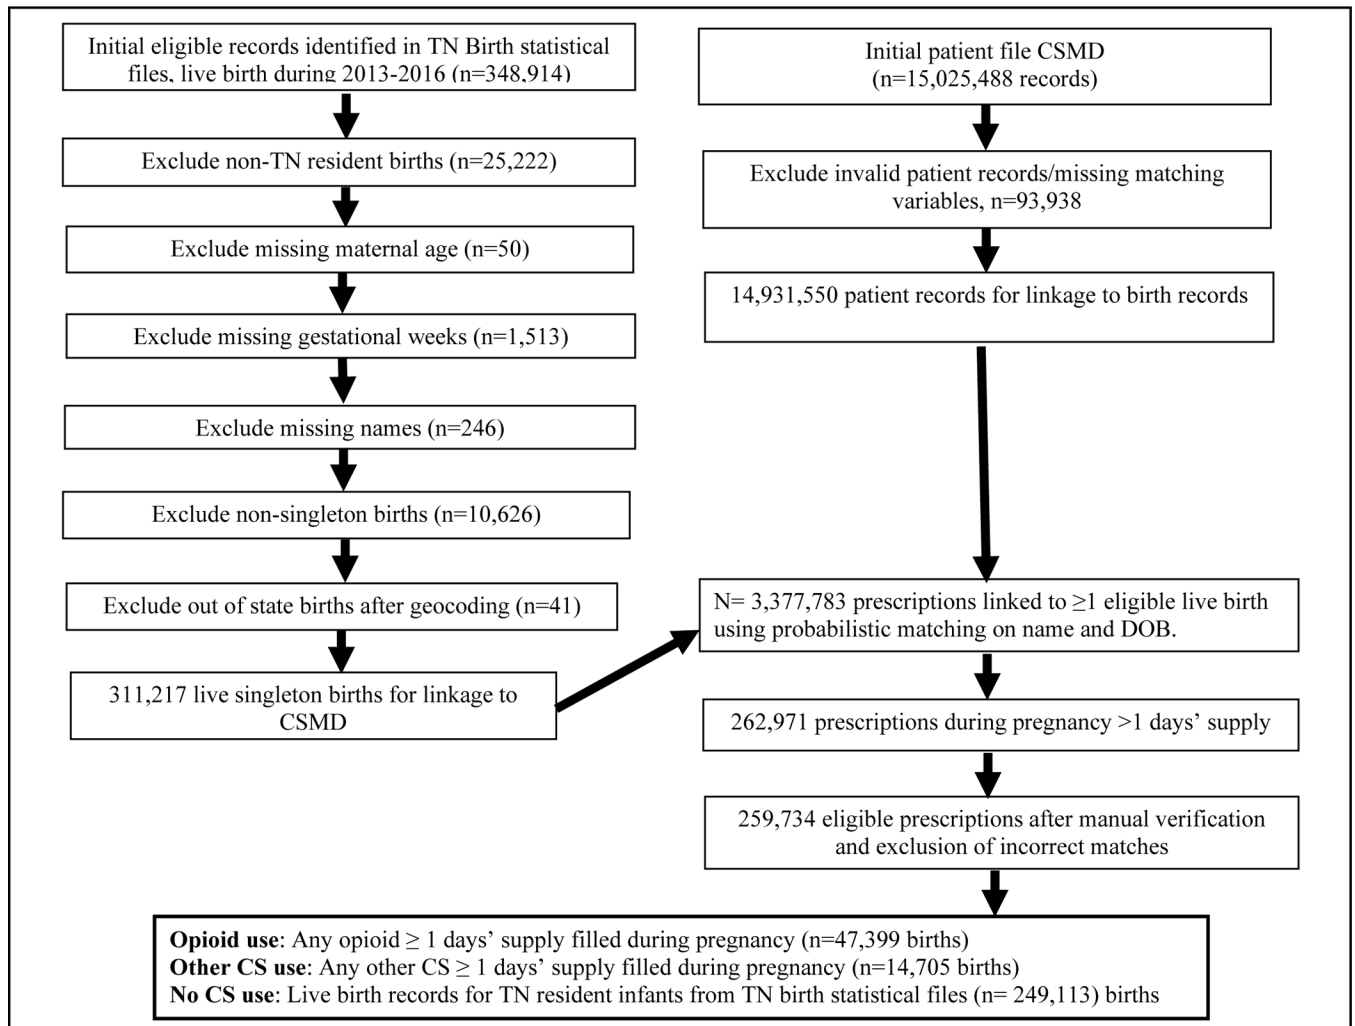 Initial eligible records identified in TN Birth statistical
files, live birth during 2013-2016 (n=348,914)
Exclude non-TN resident births (n=25,222)
Exclude missing maternal age (n=50)
Exclude missing gestational weeks (n=1,513)
Exclude missing names (n=246)
Exclude non-singleton births (n=10,626)
Exclude out of state births after geocoding (n=41)
311,217 live singleton births for linkage to
CSMD
Initial patient file CSMD
(n=15,025,488 records)
Exclude invalid patient records/missing matching
variables, n=93,938
14,931,550 patient records for linkage to birth records
N= 3,377,783 prescriptions linked to ≥1 eligible live birth
using probabilistic matching on name and DOB.
262,971 prescriptions during pregnancy >1 days’ supply
259,734 eligible prescriptions after manual verification
and exclusion of incorrect matches
Opioid use: Any opioid ≥ 1 days’ supply filled during pregnancy (n=47,399 births)
Other CS use: Any other CS ≥ 1 days’ supply filled during pregnancy (n=14,705 births)
No CS use: Live birth records for TN resident infants from TN birth statistical files (n= 249,113) births